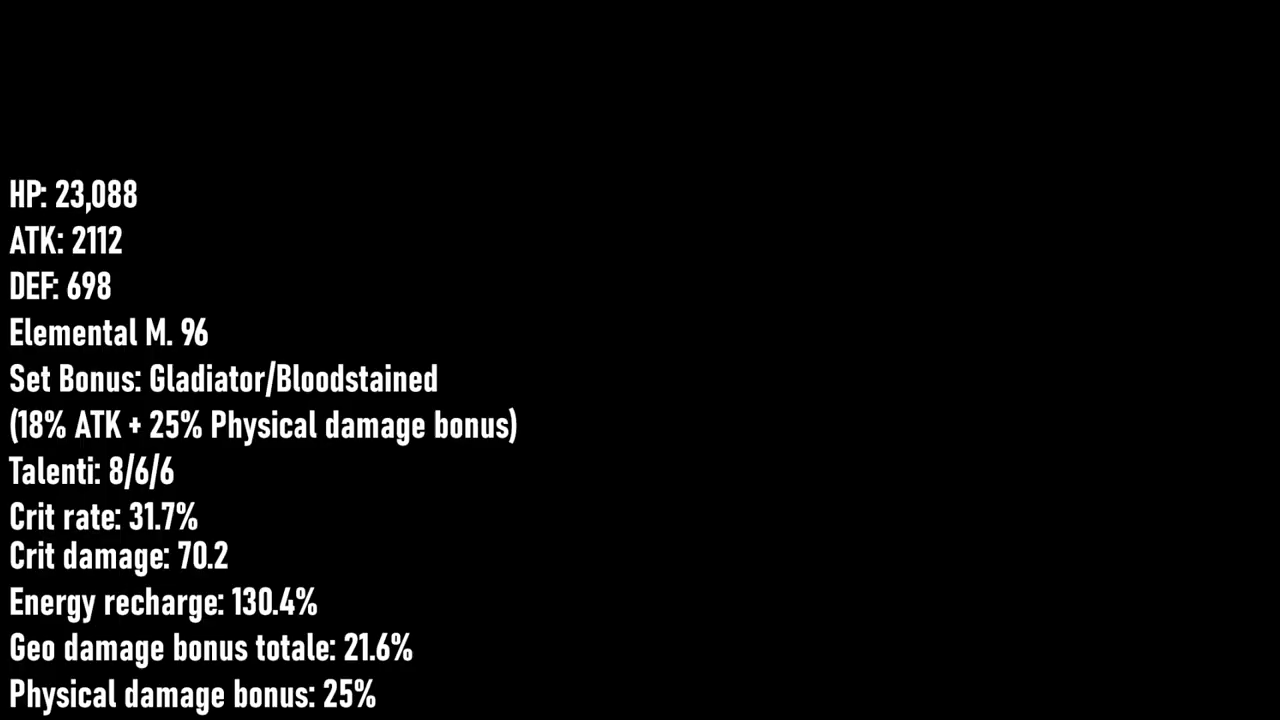 HP: 23,088
ATK: 2112
DEF: 698
Elemental M. 96
Set Bonus: Gladiator/Bloodstained
(18% ATK + 25% Physical damage bonus)
Talenti: 8/6/6
Crit rate: 31.7%
Crit damage: 70.2
Energy recharge: 130.4%
Geo damage bonus totale: 21.6%
Physical damage bonus: 25%